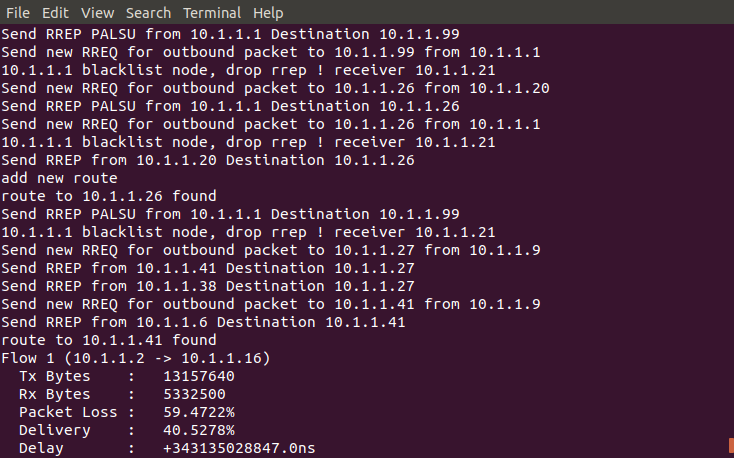 File Edit View Search Terminal Help
Send RREP PALSU from 10.1.1.1 Destination 10.1.1.99
Send new RREQ for outbound packet to 10.1.1.99 from 10.1.1.1
10.1.1.1 blacklist node, drop rrep ! receiver 10.1.1.21
Send new RREQ for outbound packet to 10.1.1.26 from 10.1.1.20
Send RREP PALSU from 10.1.1.1 Destination 10.1.1.26
Send new RREQ for outbound packet to 10.1.1.26 from 10.1.1.1
10.1.1.1 blacklist node, drop rrep ! receiver 10.1.1.21
Send RREP from 10.1.1.20 Destination 10.1.1.26
add new route
route to 10.1.1.26 found
Send RREP PALSU from 10.1.1.1 Destination 10.1.1.99
10.1.1.1 blacklist node, drop rrep ! receiver 10.1.1.21
Send new RREQ for outbound packet to 10.1.1.27 from 10.1.1.9
Send RREP from 10.1.1.41 Destination 10.1.1.27
Send RREP from 10.1.1.38 Destination 10.1.1.27
Send new RREQ for outbound packet to 10.1.1.41 from 10.1.1.9
Send RREP from 10.1.1.6 Destination 10.1.1.41
route to 10.1.1.41 found
Flow 1 (10.1.1.2 -> 10.1.1.16)
Tx Bytes : 13157640
Rx Bytes : 5332500
Packet Loss : 59.4722%
Delivery : 40.5278%
Delay : +343135028847.0ns